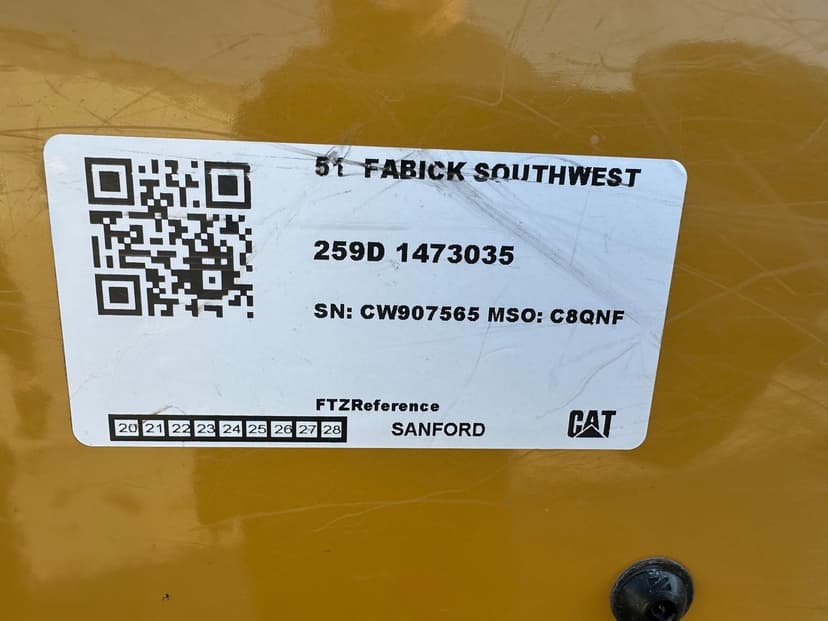 51 FABICK SOUTHWEST
259D 1473035
SN: CW907565 MSO: C8QNF
FTZReference
20 21 22 23 24 25 26 27 28
SANFORD
CAT